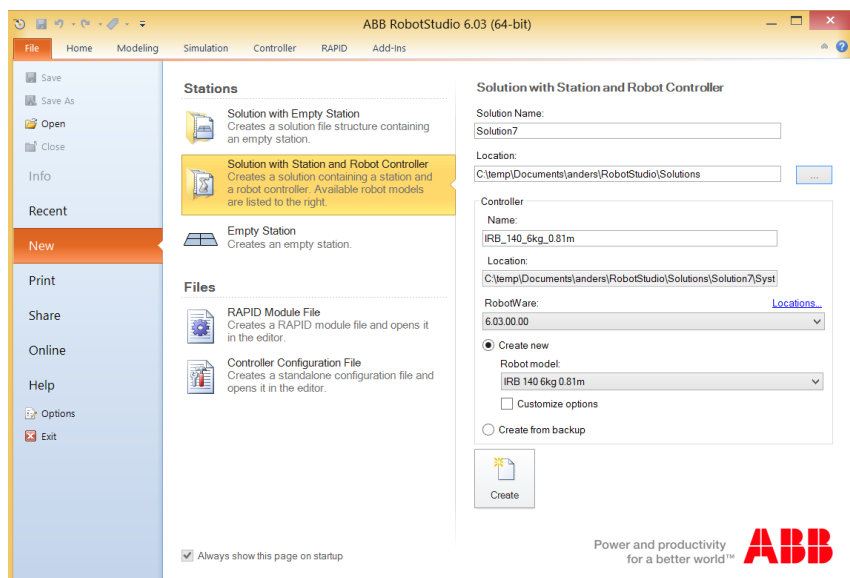 ABB RobotStudio 6.03 (64-bit)
File Home Modeling Simulation Controller RAPID Add-Ins
Save
Save As
Open
Close
Info
Recent
New
Print
Share
Online
Help
Options
Exit
Stations
Solution with Empty Station
Creates a solution file structure containing
an empty station.
Solution with Station and Robot Controller
Creates a solution containing a station and
a robot controller. Available robot models
are listed to the right.
Empty Station
Creates an empty station.
Files
RAPID Module File
Creates a RAPID module file and opens it
in the editor.
Controller Configuration File
Creates a standalone configuration file and
opens it in the editor.
Always show this page on startup
Solution with Station and Robot Controller
Solution Name:
Solution7
Location:
C:\temp\Documents\anders\RobotStudio\Solutions
...
Controller
Name:
IRB_140_6kg_0.81m
Location:
C:\temp\Documents\anders\RobotStudio\Solutions\Solution7\Syst
RobotWare: Locations...
6.03.00.00
Create new
Robot model:
IRB 140 6kg 0.81m
Customize options
Create from backup
Create
Power and productivity
for a better world™
ABB